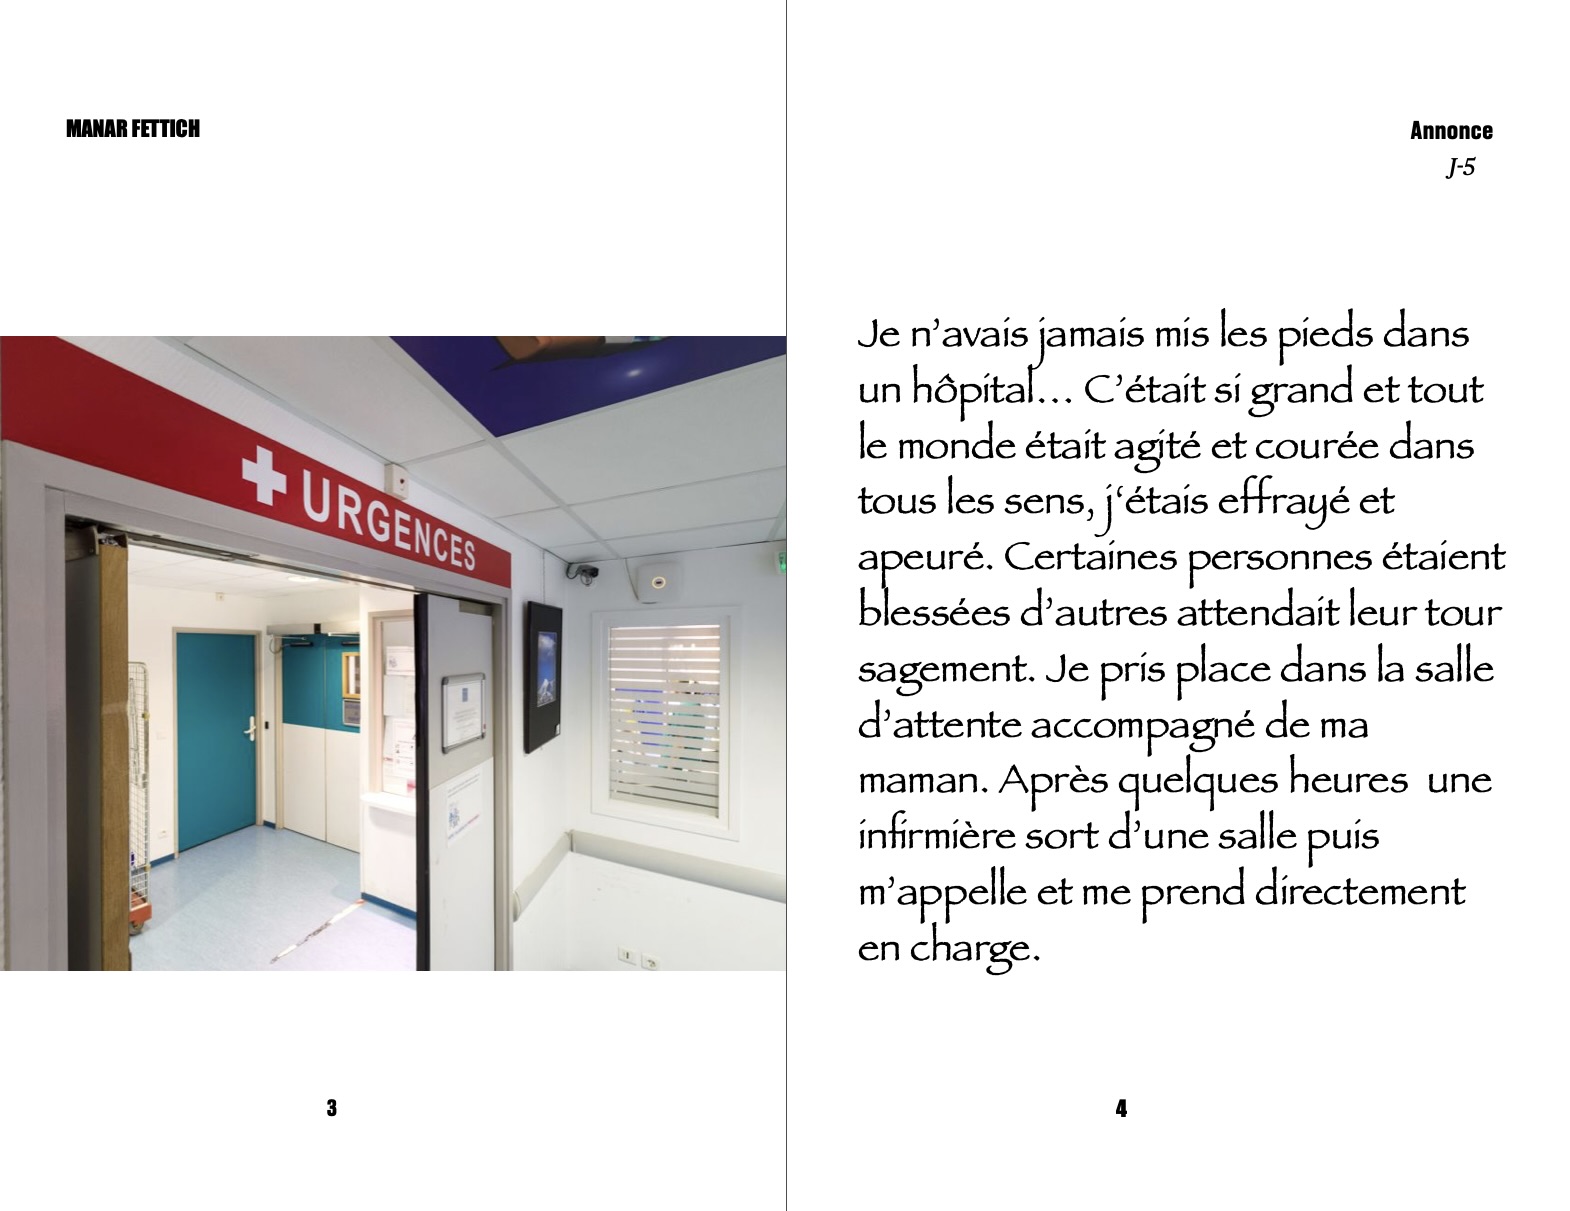 MANAR FETTICH
✚ URGENCES
3
Annonce
J-5
Je n’avais jamais mis les pieds dans
un hôpital... C’était si grand et tout
le monde était agité et courée dans
tous les sens, j‘étais effrayé et
apeuré. Certaines personnes étaient
blessées d’autres attendait leur tour
sagement. Je pris place dans la salle
d’attente accompagné de ma
maman. Après quelques heures  une
infirmière sort d’une salle puis
m’appelle et me prend directement
en charge.
4